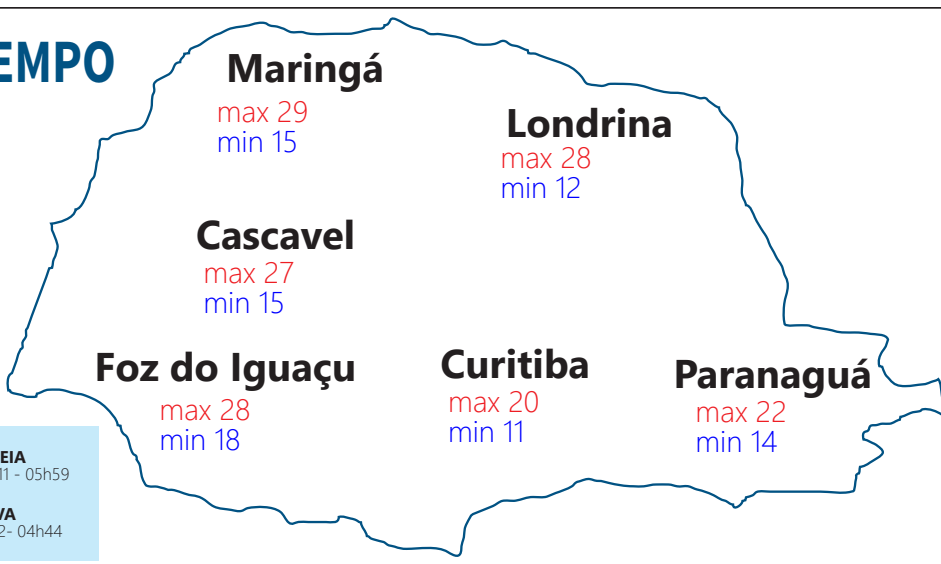 EMPO
Maringá
max 29
min 15
Londrina
max 28
min 12
Cascavel
max 27
min 15
Foz do Iguaçu
max 28
min 18
Curitiba
max 20
min 11
Paranaguá
max 22
min 14
EIA
11 - 05h59
VA
2- 04h44